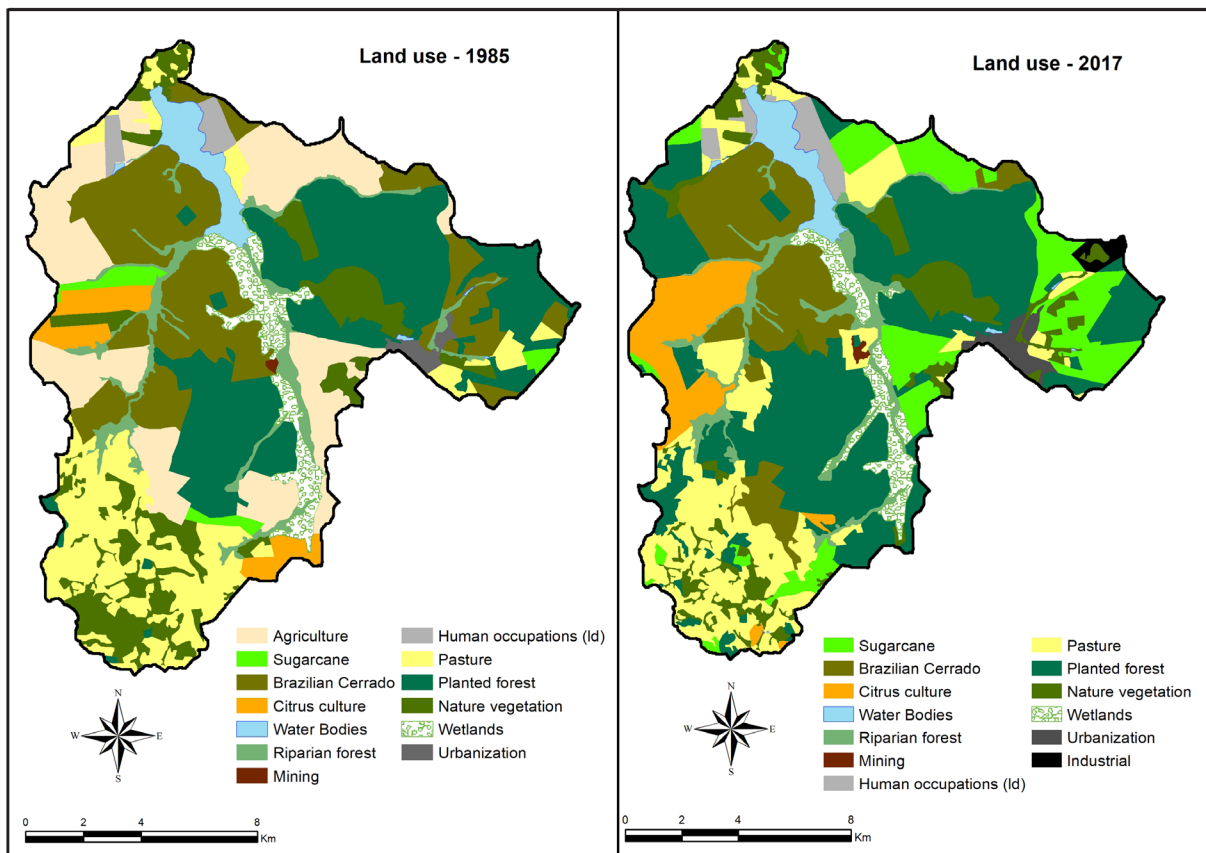 Land use - 1985
Agriculture
Sugarcane
Brazilian Cerrado
Citrus culture
Water Bodies
Riparian forest
Mining
Human occupations (ld)
Pasture
Planted forest
Nature vegetation
Wetlands
Urbanization
N
W E
S
0 2 4 8
Km
Land use - 2017
Sugarcane
Brazilian Cerrado
Citrus culture
Water Bodies
Riparian forest
Mining
Human occupations (ld)
Pasture
Planted forest
Nature vegetation
Wetlands
Urbanization
Industrial
N
W E
S
0 2 4 8
Km